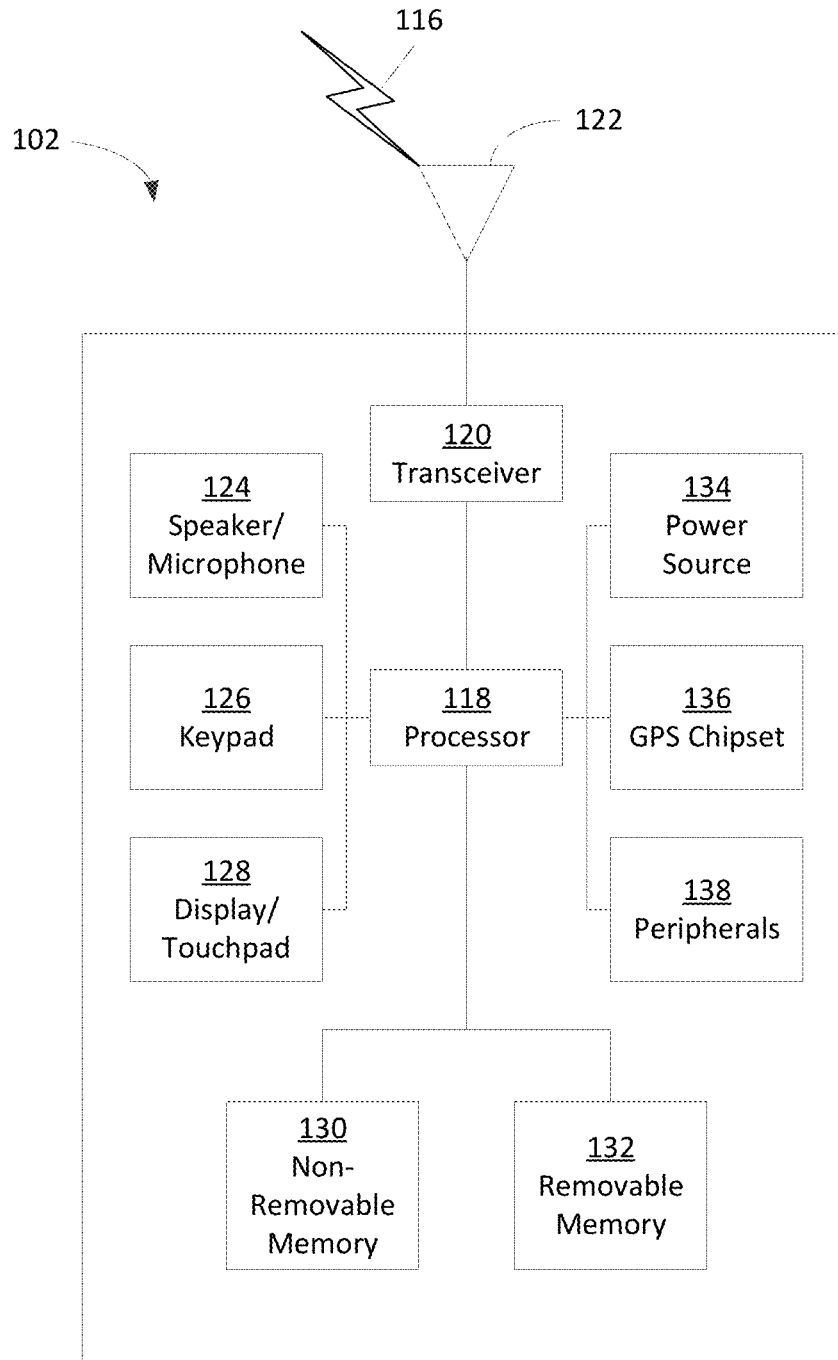 116
122
102
120
Transceiver
124
Speaker/
Microphone
134
Power
Source
126
Keypad
118
Processor
136
GPS Chipset
128
Display/
Touchpad
138
Peripherals
130
Non-
Removable
Memory
132
Removable
Memory